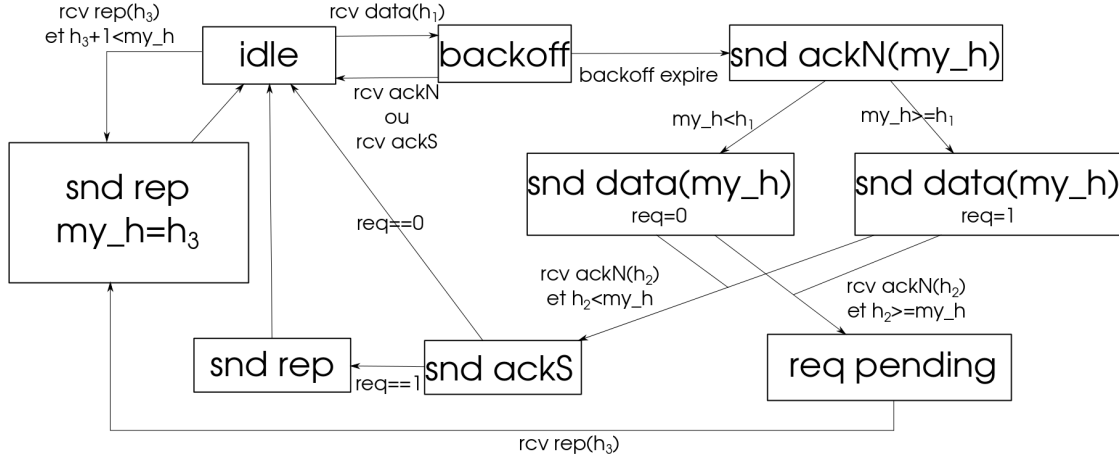 rcv rep(h₃)
et h₃+1<my_h
idle
rcv data(h₁)
backoff
rcv ackN
ou
rcv ackS
backoff expire
snd ackN(my_h)
my_h<h₁
my_h>=h₁
snd rep
my_h=h₃
snd data(my_h)
req=0
snd data(my_h)
req=1
req==0
rcv ackN(h₂)
et h₂<my_h
rcv ackN(h₂)
et h₂>=my_h
snd rep
req==1
snd ackS
req pending
rcv rep(h₃)